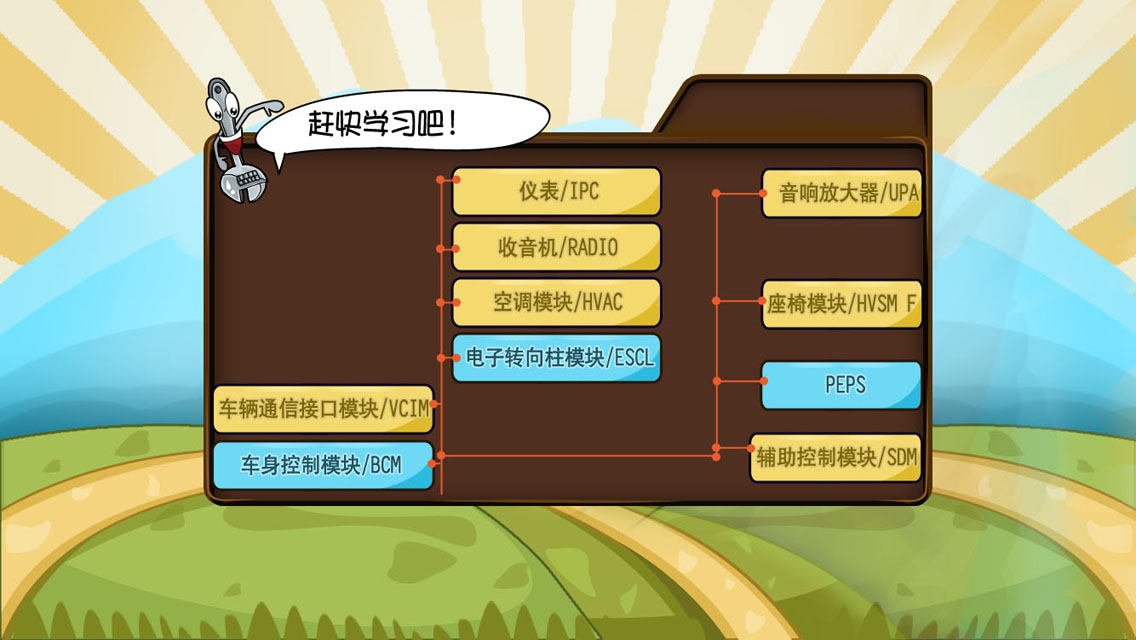 赶快学习吧!
仪表/IPC
收音机/RADIO
空调模块/HVAC
电子转向柱模块/ESCL
车辆通信接口模块/VCIM
车身控制模块/BCM
音响放大器/UPA
座椅模块/HVSM F
PEPS
辅助控制模块/SDM